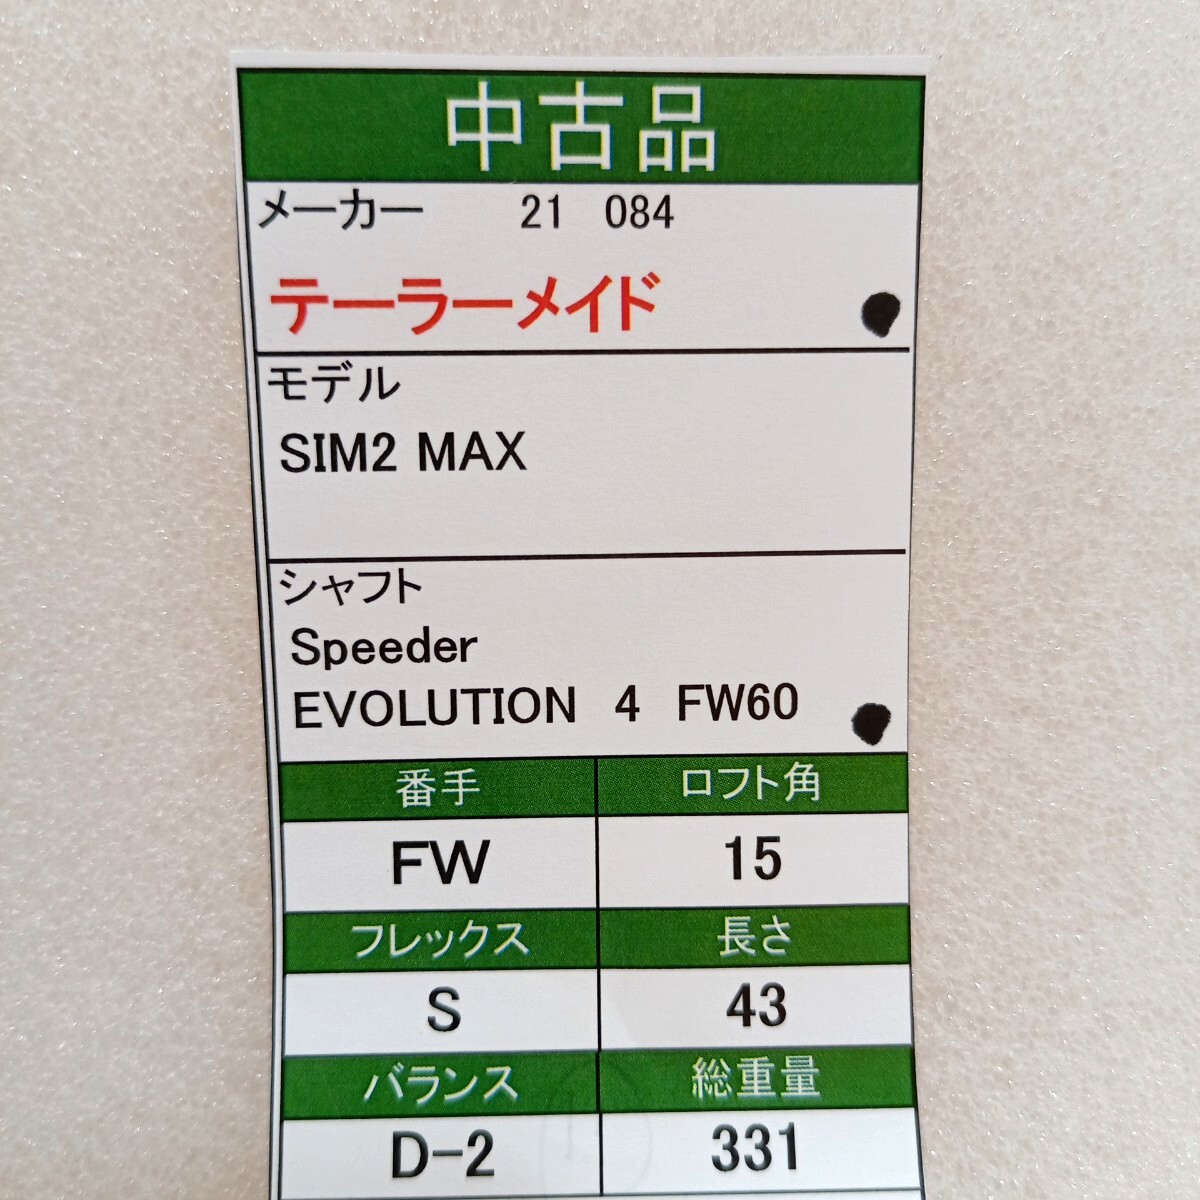 中古品
メーカー 21 084
テーラーメイド
モデル
SIM2 MAX
シャフト
Speeder
EVOLUTION 4 FW60
番手 ロフト角
FW 15
フレックス 長さ
S 43
バランス 総重量
D-2 331